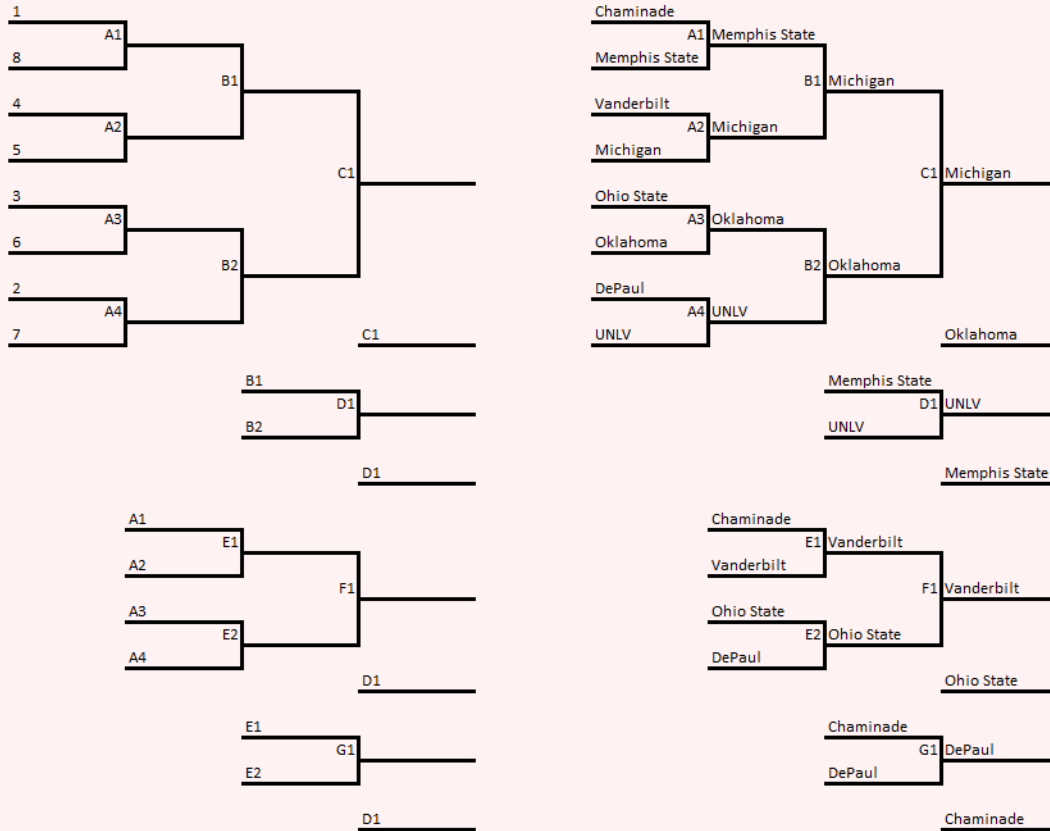 1
A1
8
B1
4
A2
5
C1
3
A3
6
B2
2
A4
7
C1
B1
D1
B2
D1
A1
E1
A2
F1
A3
E2
A4
D1
E1
G1
E2
D1
Chaminade
A1 Memphis State
Memphis State
B1 Michigan
Vanderbilt
A2 Michigan
Michigan
C1 Michigan
Ohio State
A3 Oklahoma
Oklahoma
B2 Oklahoma
DePaul
A4 UNLV
UNLV
Oklahoma
Memphis State
D1 UNLV
UNLV
Memphis State
Chaminade
E1 Vanderbilt
Vanderbilt
F1 Vanderbilt
Ohio State
E2 Ohio State
DePaul
Ohio State
Chaminade
G1 DePaul
DePaul
Chaminade